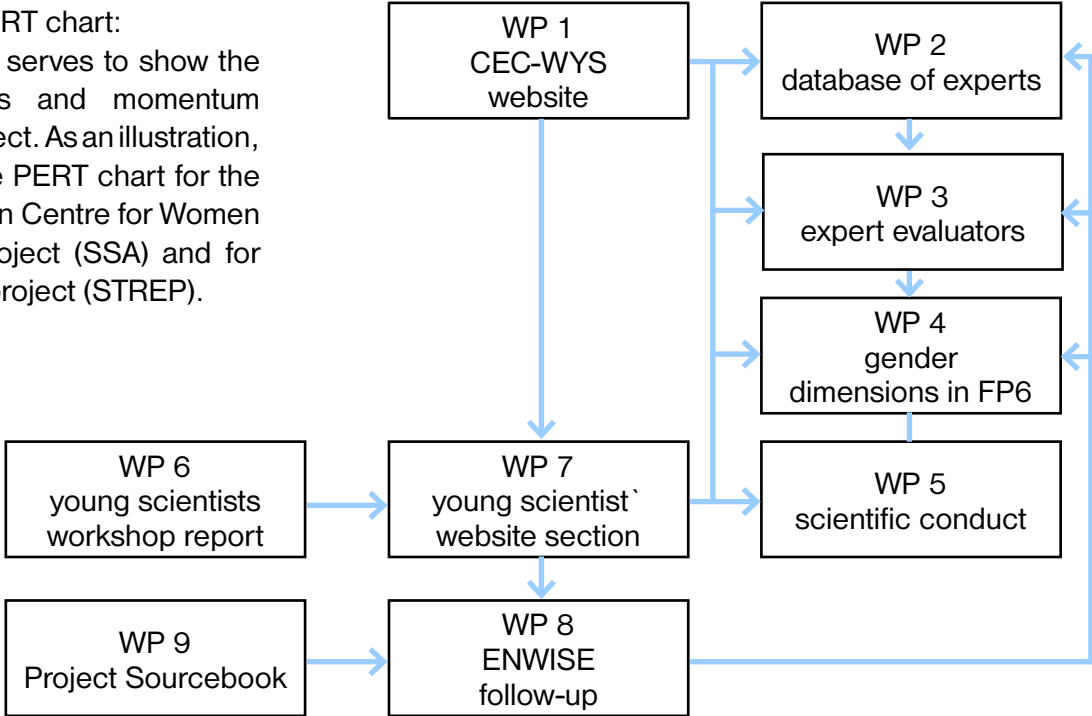 RT chart:
serves to show the
s and momentum
ect. As an illustration,
e PERT chart for the
n Centre for Women
oject (SSA) and for
project (STREP).
WP 1
CEC-WYS
website
WP 2
database of experts
WP 3
expert evaluators
WP 4
gender
dimensions in FP6
WP 6
young scientists
workshop report
WP 7
young scientist`
website section
WP 5
scientific conduct
WP 9
Project Sourcebook
WP 8
ENWISE
follow-up